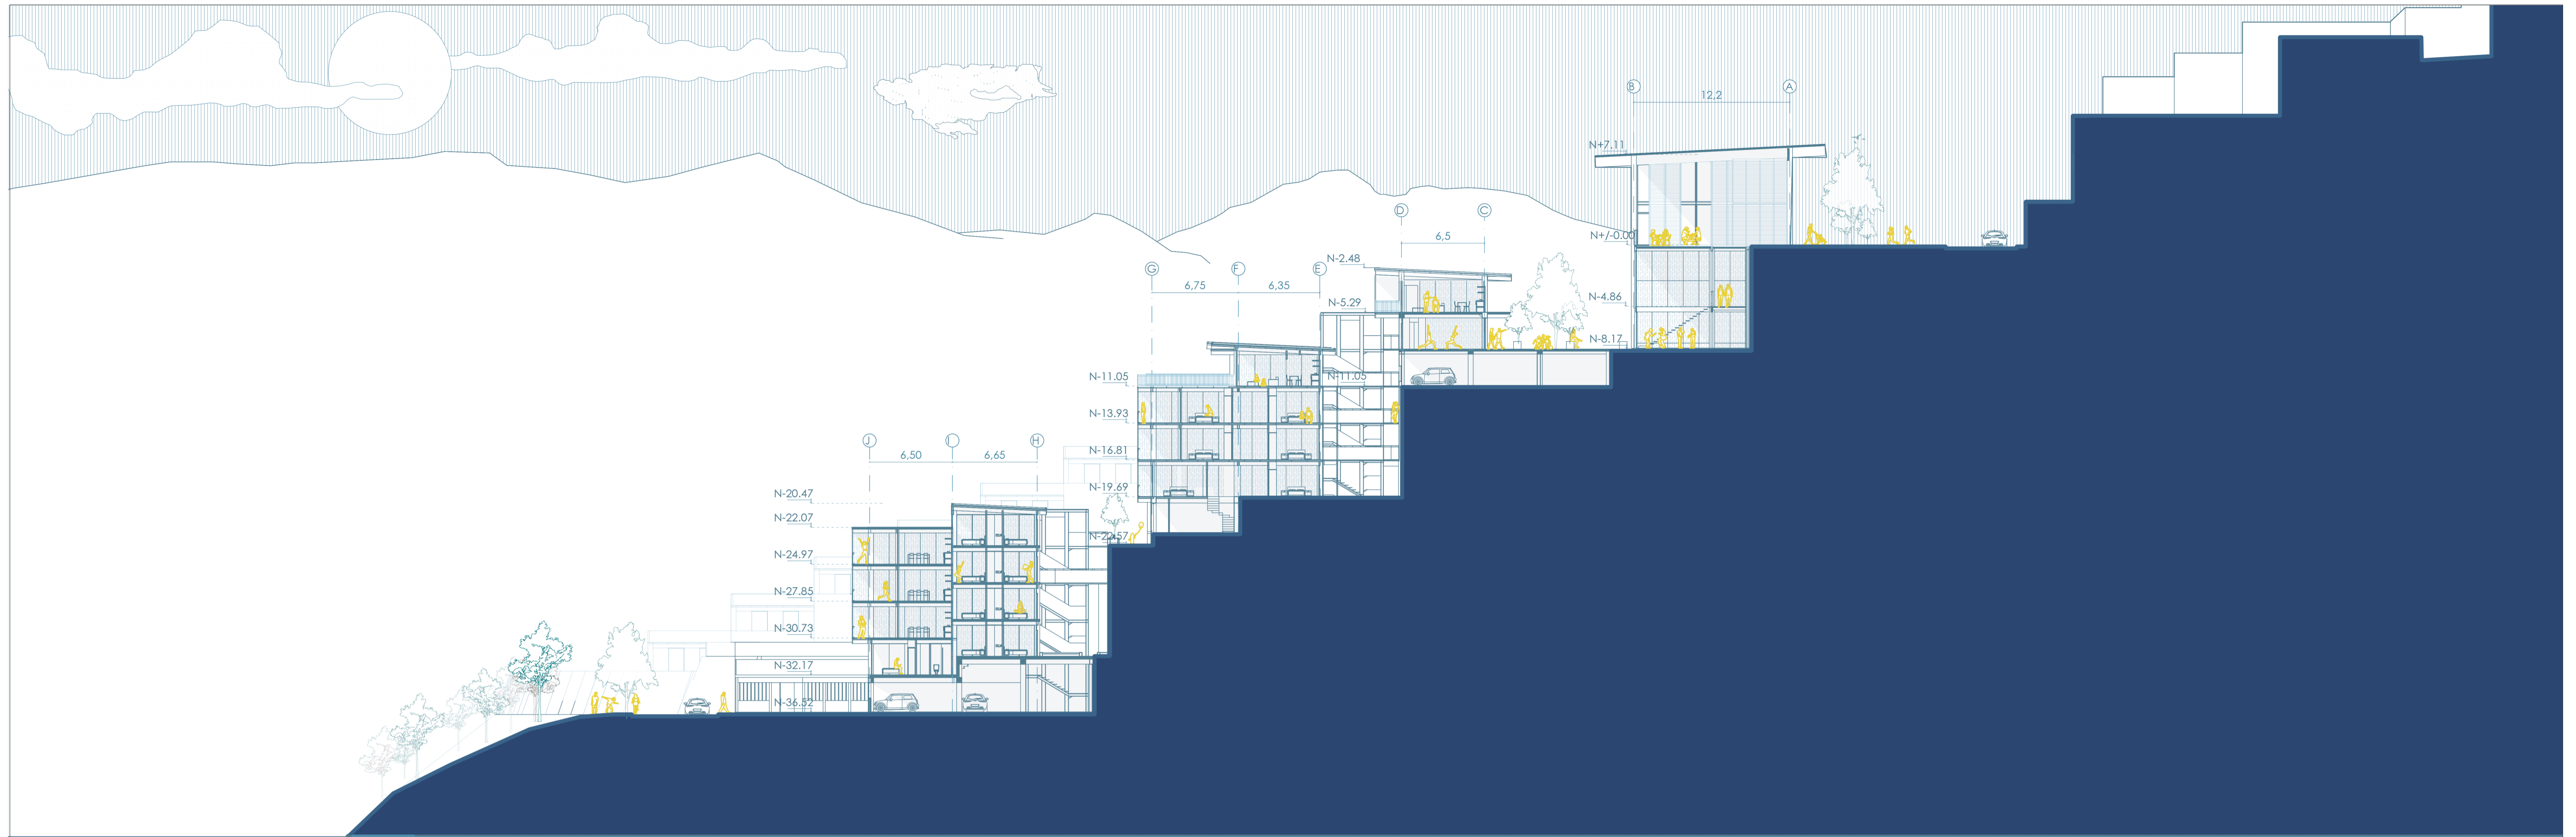 B
A
12,2
N+7,11
N+/-0.00
N-4.86
N-8.17
D
C
6,5
N-2.48
N-5.29
G
F
E
6,75
6,35
N-11.05
N-11.05
N-13.93
N-16.81
N-19.69
N-22.57
J
I
H
6,50
6,65
N-20.47
N-22.07
N-24.97
N-27.85
N-30.73
N-32.17
N-36.52